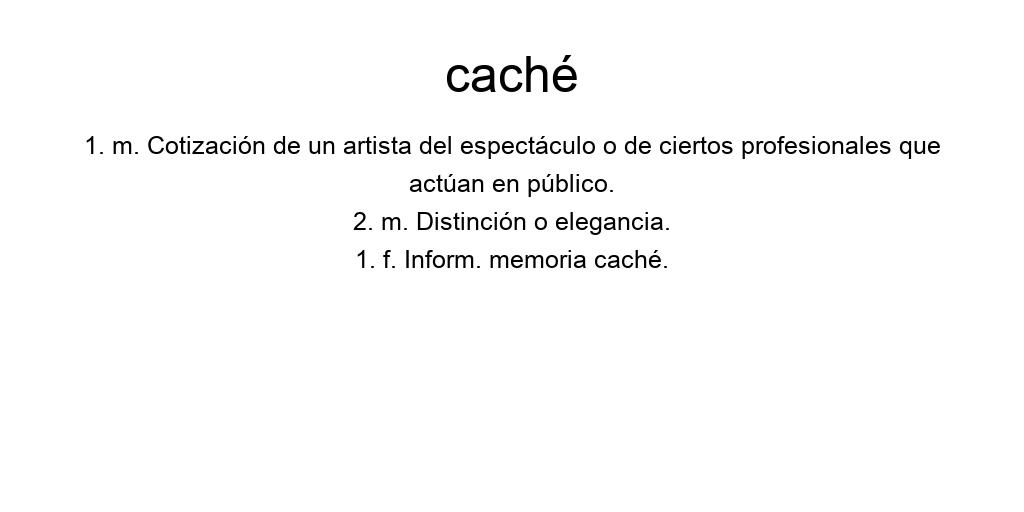 caché
1. m. Cotización de un artista del espectáculo o de ciertos profesionales que
actúan en público.
2. m. Distinción o elegancia.
1. f. Inform. memoria caché.